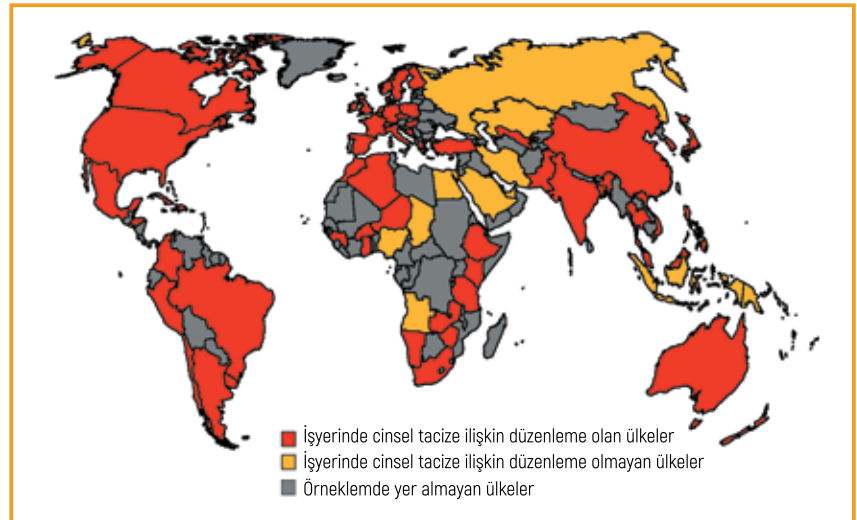 İşyerinde cinsel tacize ilişkin düzenleme olan ülkeler
İşyerinde cinsel tacize ilişkin düzenleme olmayan ülkeler
Örneklemde yer almayan ülkeler